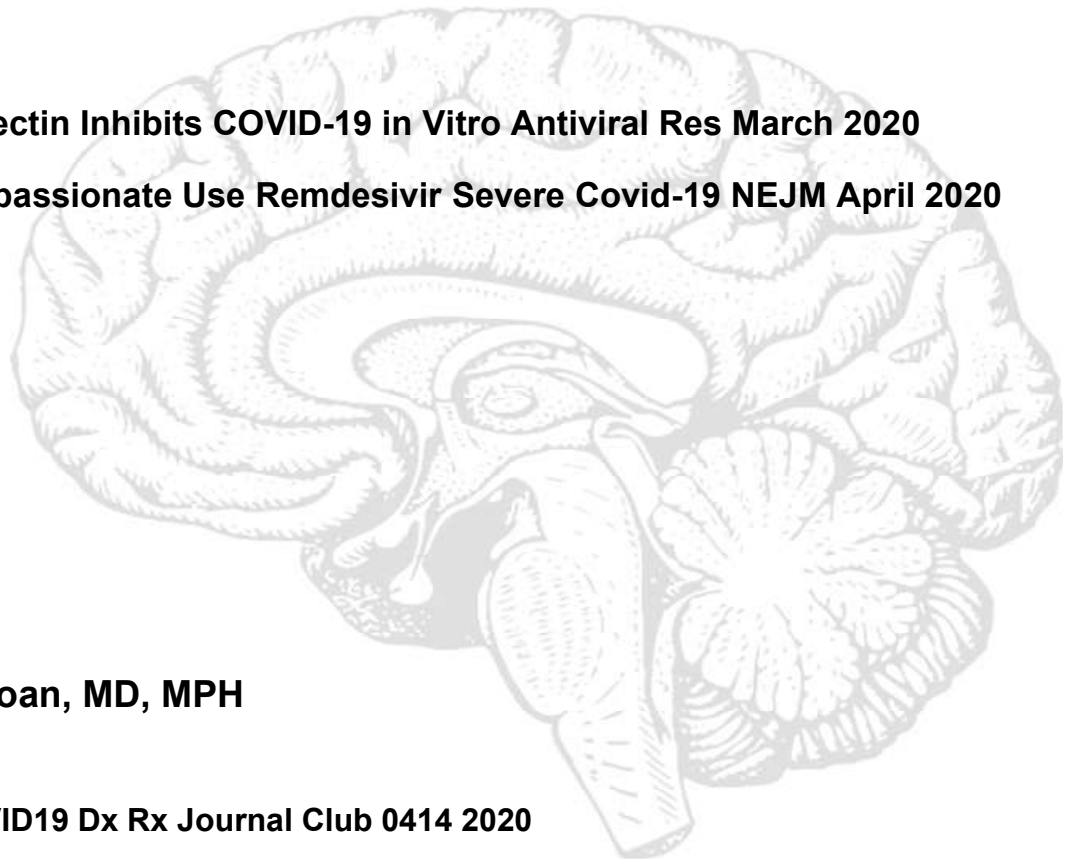 ectin Inhibits COVID-19 in Vitro Antiviral Res March 2020
passionate Use Remdesivir Severe Covid-19 NEJM April 2020
oan, MD, MPH
VID19 Dx Rx Journal Club 0414 2020